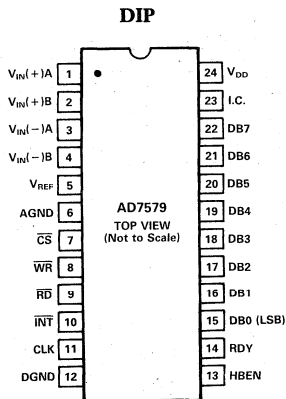 DIP
VIN(+)A 1
VIN(+)B 2
VIN(−)A 3
VIN(−)B 4
VREF 5
AGND 6
CS 7
WR 8
RD 9
INT 10
CLK 11
DGND 12
AD7579
TOP VIEW
(Not to Scale)
24 VDD
23 I.C.
22 DB7
21 DB6
20 DB5
19 DB4
18 DB3
17 DB2
16 DB1
15 DB0 (LSB)
14 RDY
13 HBEN